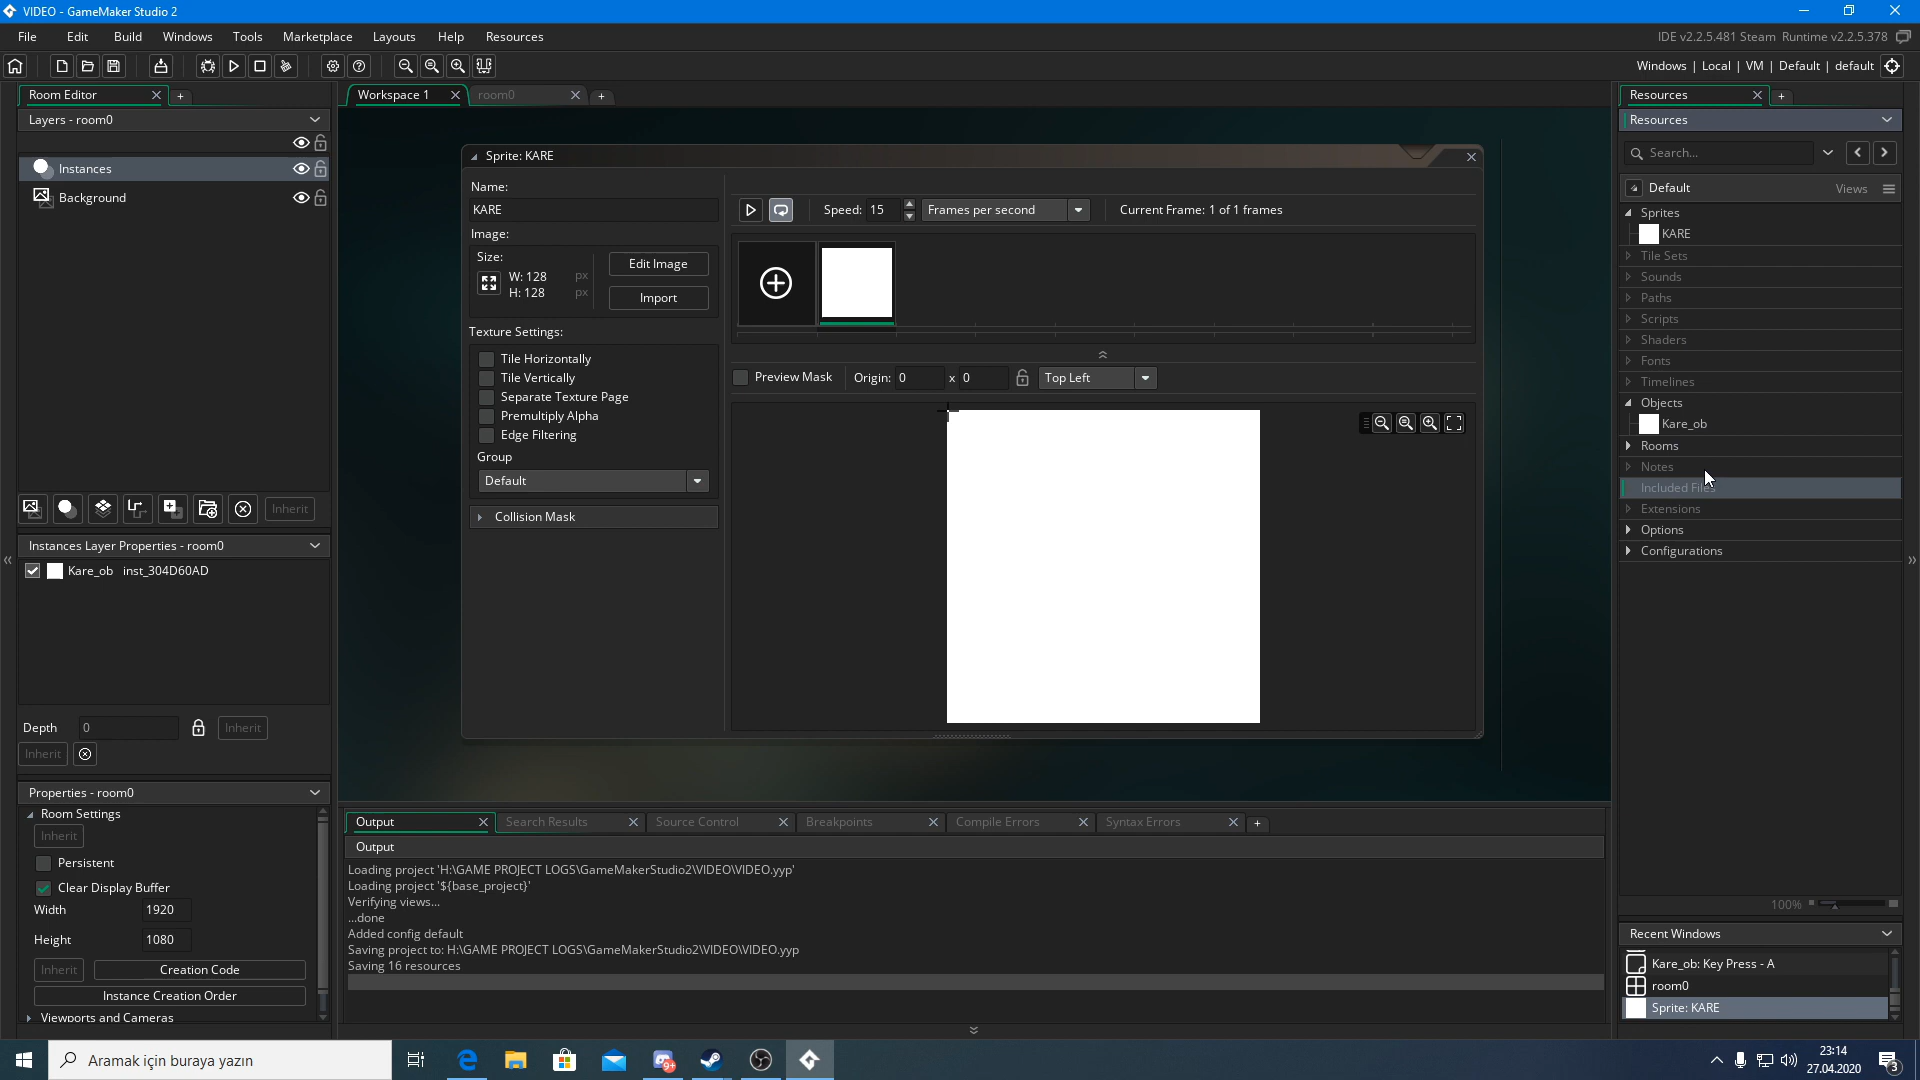 VIDEO - GameMaker Studio 2
File Edit Build Windows Tools Marketplace Layouts Help Resources
IDE v2.2.5.481 Steam Runtime v2.2.5.378
Windows | Local | VM | Default | default
Room Editor
Layers - room0
Instances
Background
Inherit
Instances Layer Properties - room0
Kare_ob inst_304D60AD
Depth 0 Inherit
Inherit
Properties - room0
Room Settings
Inherit
Persistent
Clear Display Buffer
Width 1920
Height 1080
Inherit Creation Code
Instance Creation Order
Viewports and Cameras
Workspace 1 room0
Sprite: KARE
Name:
KARE
Image:
Size:
W: 128 px
H: 128 px
Edit Image
Import
Texture Settings:
Tile Horizontally
Tile Vertically
Separate Texture Page
Premultiply Alpha
Edge Filtering
Group
Default
Collision Mask
Speed: 15 Frames per second Current Frame: 1 of 1 frames
Preview Mask Origin: 0 x 0 Top Left
Output Search Results Source Control Breakpoints Compile Errors Syntax Errors
Output
Loading project 'H:\GAME PROJECT LOGS\GameMakerStudio2\VIDEO\VIDEO.yyp'
Loading project '${base_project}'
Verifying views...
...done
Added config default
Saving project to: H:\GAME PROJECT LOGS\GameMakerStudio2\VIDEO\VIDEO.yyp
Saving 16 resources
Resources
Resources
Search...
Default Views
Sprites
KARE
Tile Sets
Sounds
Paths
Scripts
Shaders
Fonts
Timelines
Objects
Kare_ob
Rooms
Notes
Included Files
Extensions
Options
Configurations
100%
Recent Windows
Kare_ob: Key Press - A
room0
Sprite: KARE
Aramak için buraya yazın
9+
23:14
27.04.2020
3